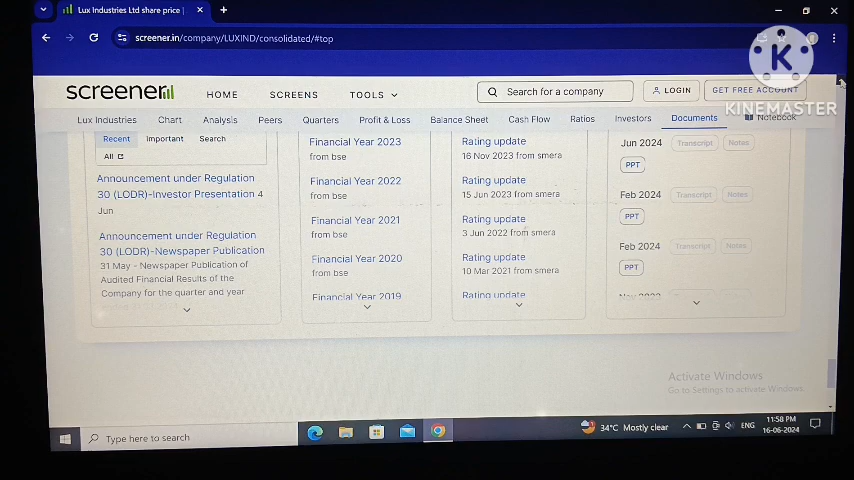 Lux Industries Ltd share price |
screener.in/company/LUXIND/consolidated/#top
K
KINEMASTER
screener
HOME
SCREENS
TOOLS
Search for a company
LOGIN
GET FREE ACCOUNT
Lux Industries
Chart
Analysis
Peers
Quarters
Profit & Loss
Balance Sheet
Cash Flow
Ratios
Investors
Documents
Notebook
Recent
Important
Search
All
Announcement under Regulation
30 (LODR)-Investor Presentation 4
Jun
Announcement under Regulation
30 (LODR)-Newspaper Publication
31 May - Newspaper Publication of
Audited Financial Results of the
Company for the quarter and year
Financial Year 2023
from bse
Financial Year 2022
from bse
Financial Year 2021
from bse
Financial Year 2020
from bse
Financial Year 2019
Rating update
16 Nov 2023 from smera
Rating update
15 Jun 2023 from smera
Rating update
3 Jun 2022 from smera
Rating update
10 Mar 2021 from smera
Rating update
Jun 2024
Transcript
Notes
PPT
Feb 2024
Transcript
Notes
PPT
Feb 2024
Transcript
Notes
PPT
Activate Windows
Go to Settings to activate Windows.
Type here to search
34°C Mostly clear
ENG
11:58 PM
16-06-2024